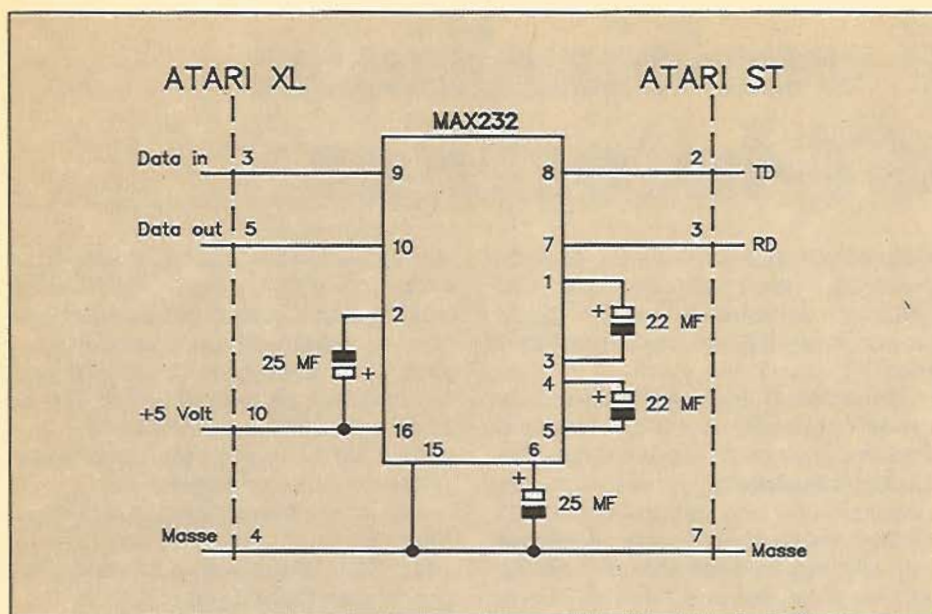 ATARI XL ATARI ST
MAX232
Data in 3 9 8 2 TD
Data out 5 10 7 3 RD
1
2 + 22 MF
25 MF + 3
4
+ 22 MF
+5 Volt 10 16 5
15 6
+ 25 MF
Masse 4 7 Masse